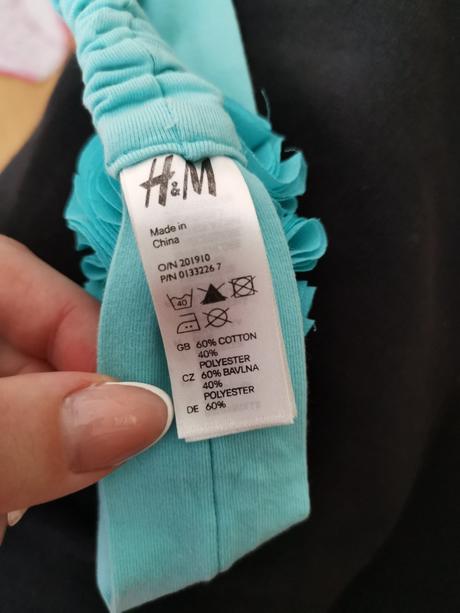 H&M
Made in
China
O/N 201910
P/N 0133226 7
40
GB 60% COTTON
40%
POLYESTER
CZ 60% BAVLNA
40%
POLYESTER
DE 60%